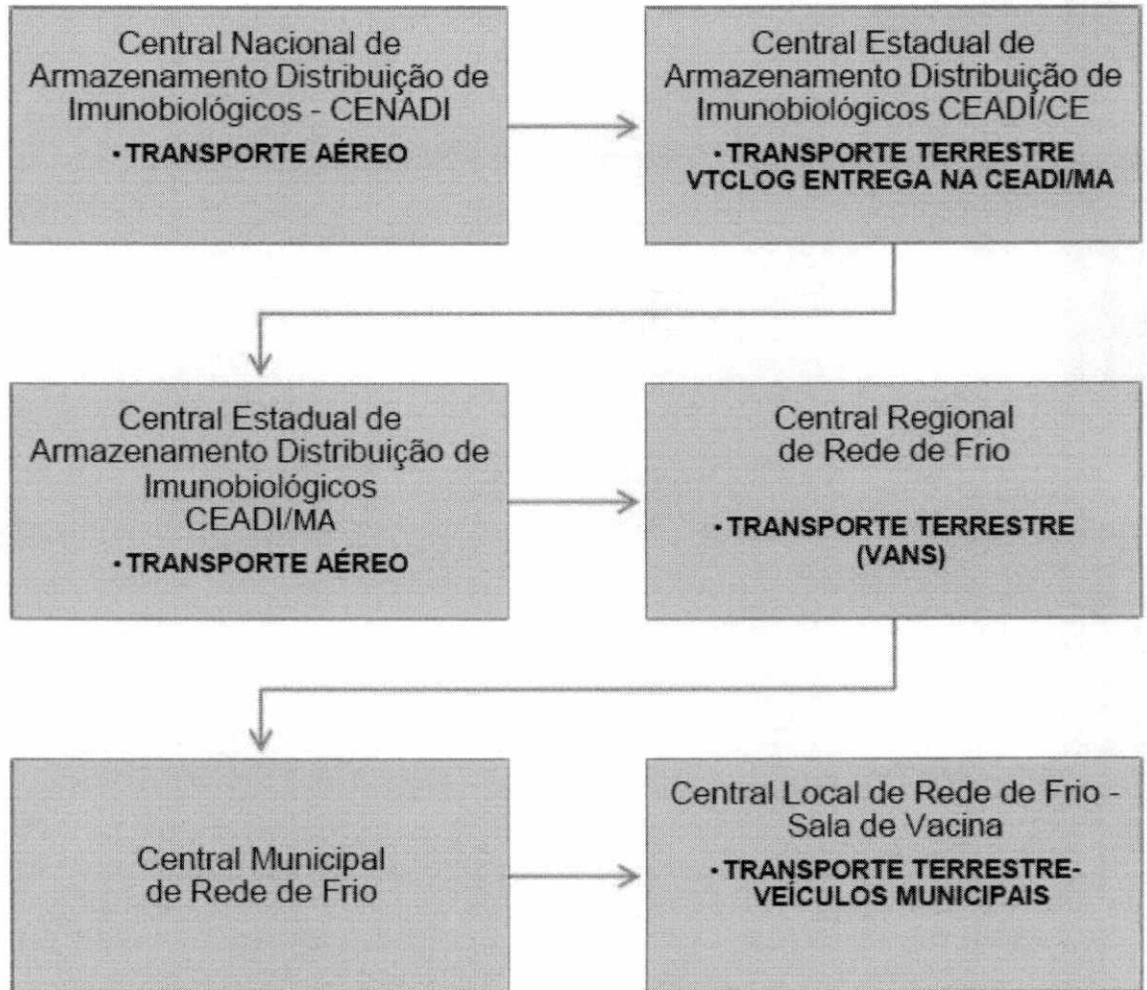 Central Nacional de
Armazenamento Distribuição de
Imunobiológicos - CENADI
• TRANSPORTE AÉREO
Central Estadual de
Armazenamento Distribuição de
Imunobiológicos CEADI/CE
• TRANSPORTE TERRESTRE
VTCLOG ENTREGA NA CEADI/MA
Central Estadual de
Armazenamento Distribuição de
Imunobiológicos
CEADI/MA
• TRANSPORTE AÉREO
Central Regional
de Rede de Frio
• TRANSPORTE TERRESTRE
(VANS)
Central Municipal
de Rede de Frio
Central Local de Rede de Frio -
Sala de Vacina
• TRANSPORTE TERRESTRE-
VEÍCULOS MUNICIPAIS